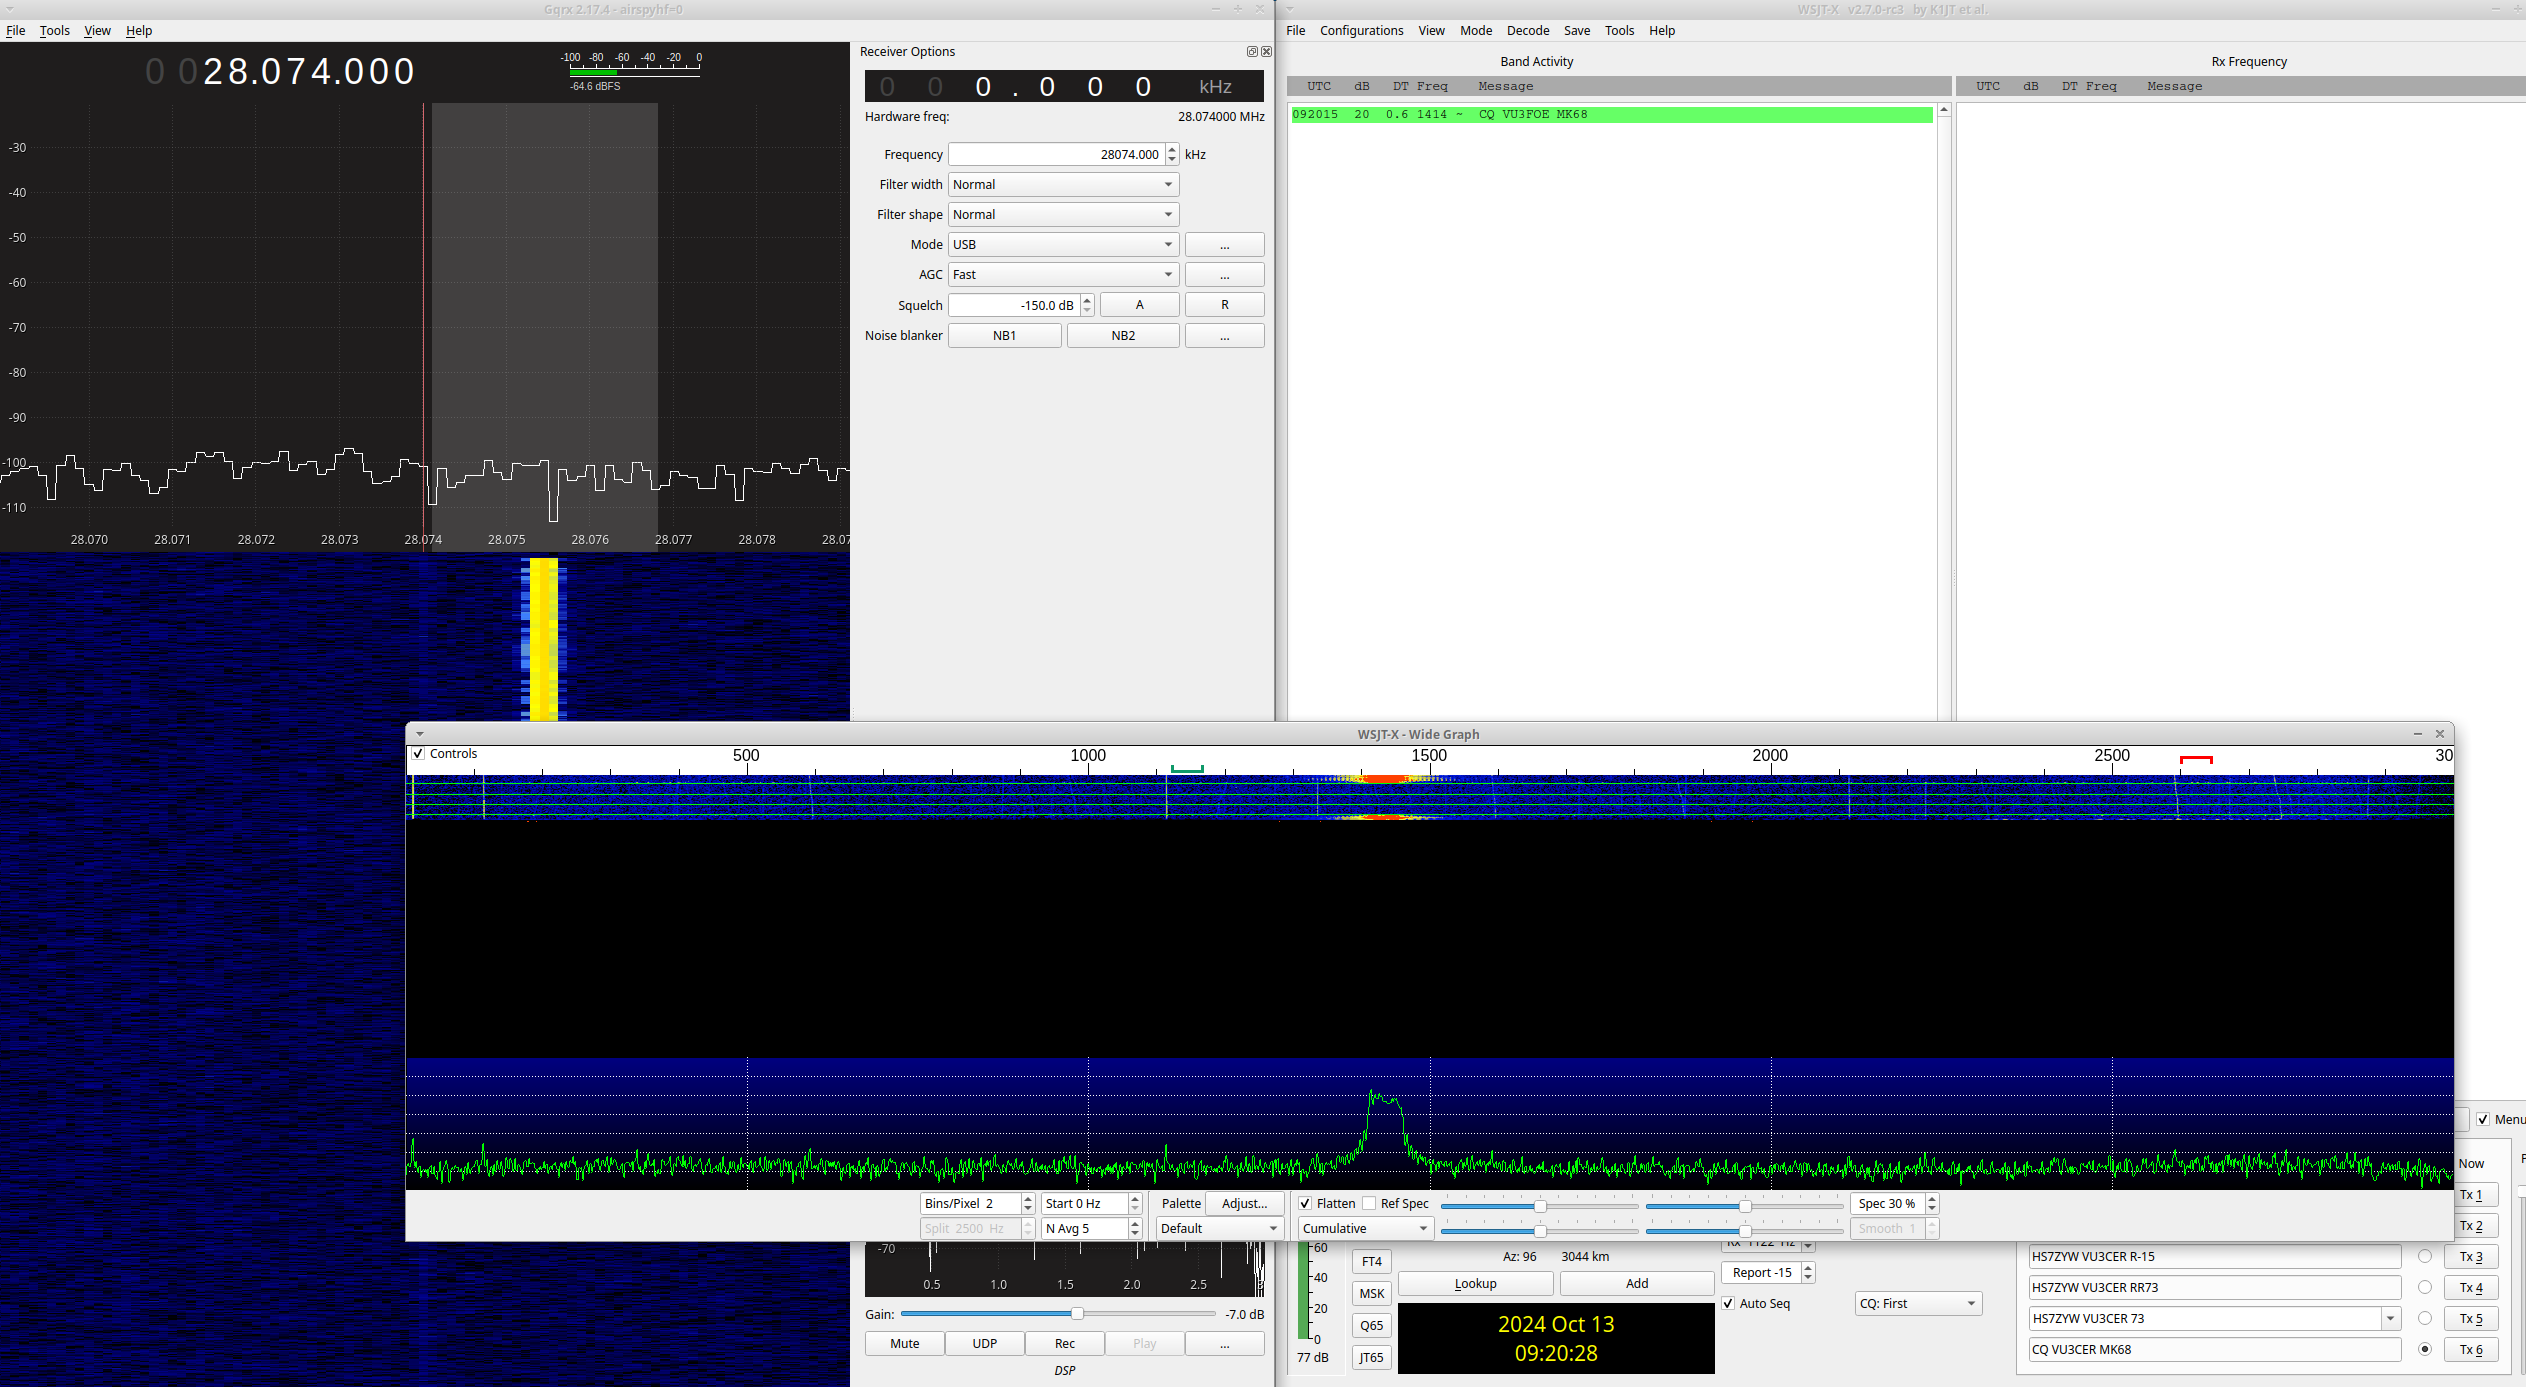 Gqrx 2.17.4 - airspyhf=0
File Tools View Help
0 028.074.000
-100 -80 -60 -40 -20 0
-64.6 dBFS
-30
-40
-50
-60
-70
-80
-90
-100
-110
28.070 28.071 28.072 28.073 28.074 28.075 28.076 28.077 28.078 28.07
Receiver Options
0 0 0 . 0 0 0 kHz
Hardware freq: 28.074000 MHz
Frequency 28074.000 kHz
Filter width Normal
Filter shape Normal
Mode USB ...
AGC Fast ...
Squelch -150.0 dB A R
Noise blanker NB1 NB2 ...
WSJT-X v2.7.0-rc3 by K1JT et al.
File Configurations View Mode Decode Save Tools Help
Band Activity
UTC dB DT Freq Message
092015 20 0.6 1414 ~ CQ VU3FOE MK68
Rx Frequency
UTC dB DT Freq Message
WSJT-X - Wide Graph
Controls 500 1000 1500 2000 2500 30
Bins/Pixel 2 Start 0 Hz Palette Adjust... Flatten Ref Spec Spec 30 %
Split 2500 Hz N Avg 5 Default Cumulative Smooth 1
-70
0.5 1.0 1.5 2.0 2.5
Gain: -7.0 dB
Mute UDP Rec Play ...
DSP
-60
-40
-20
-0
77 dB
FT4
MSK
Q65
JT65
Az: 96 3044 km
Lookup Add
2024 Oct 13
09:20:28
Rx 1122 Hz
Report -15
Auto Seq CQ: First
Menu
Now
Tx 1
Tx 2
HS7ZYW VU3CER R-15 Tx 3
HS7ZYW VU3CER RR73 Tx 4
HS7ZYW VU3CER 73 Tx 5
CQ VU3CER MK68 Tx 6